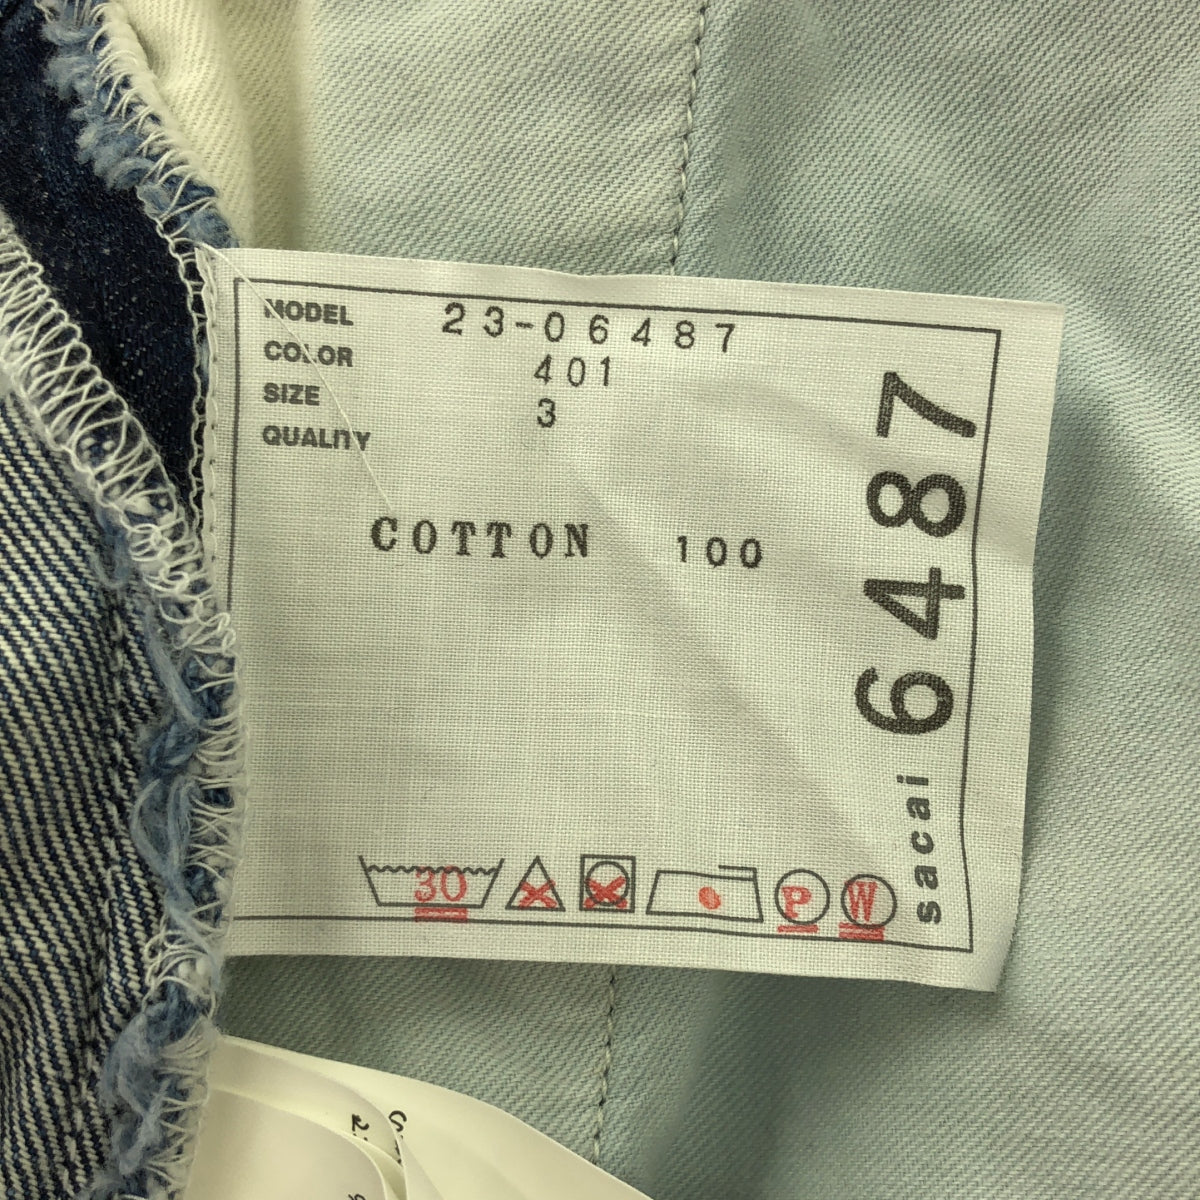 MODEL 23-06487
COLOR 401
SIZE 3
QUALITY
COTTON 100
30
P
W
sacai 6487